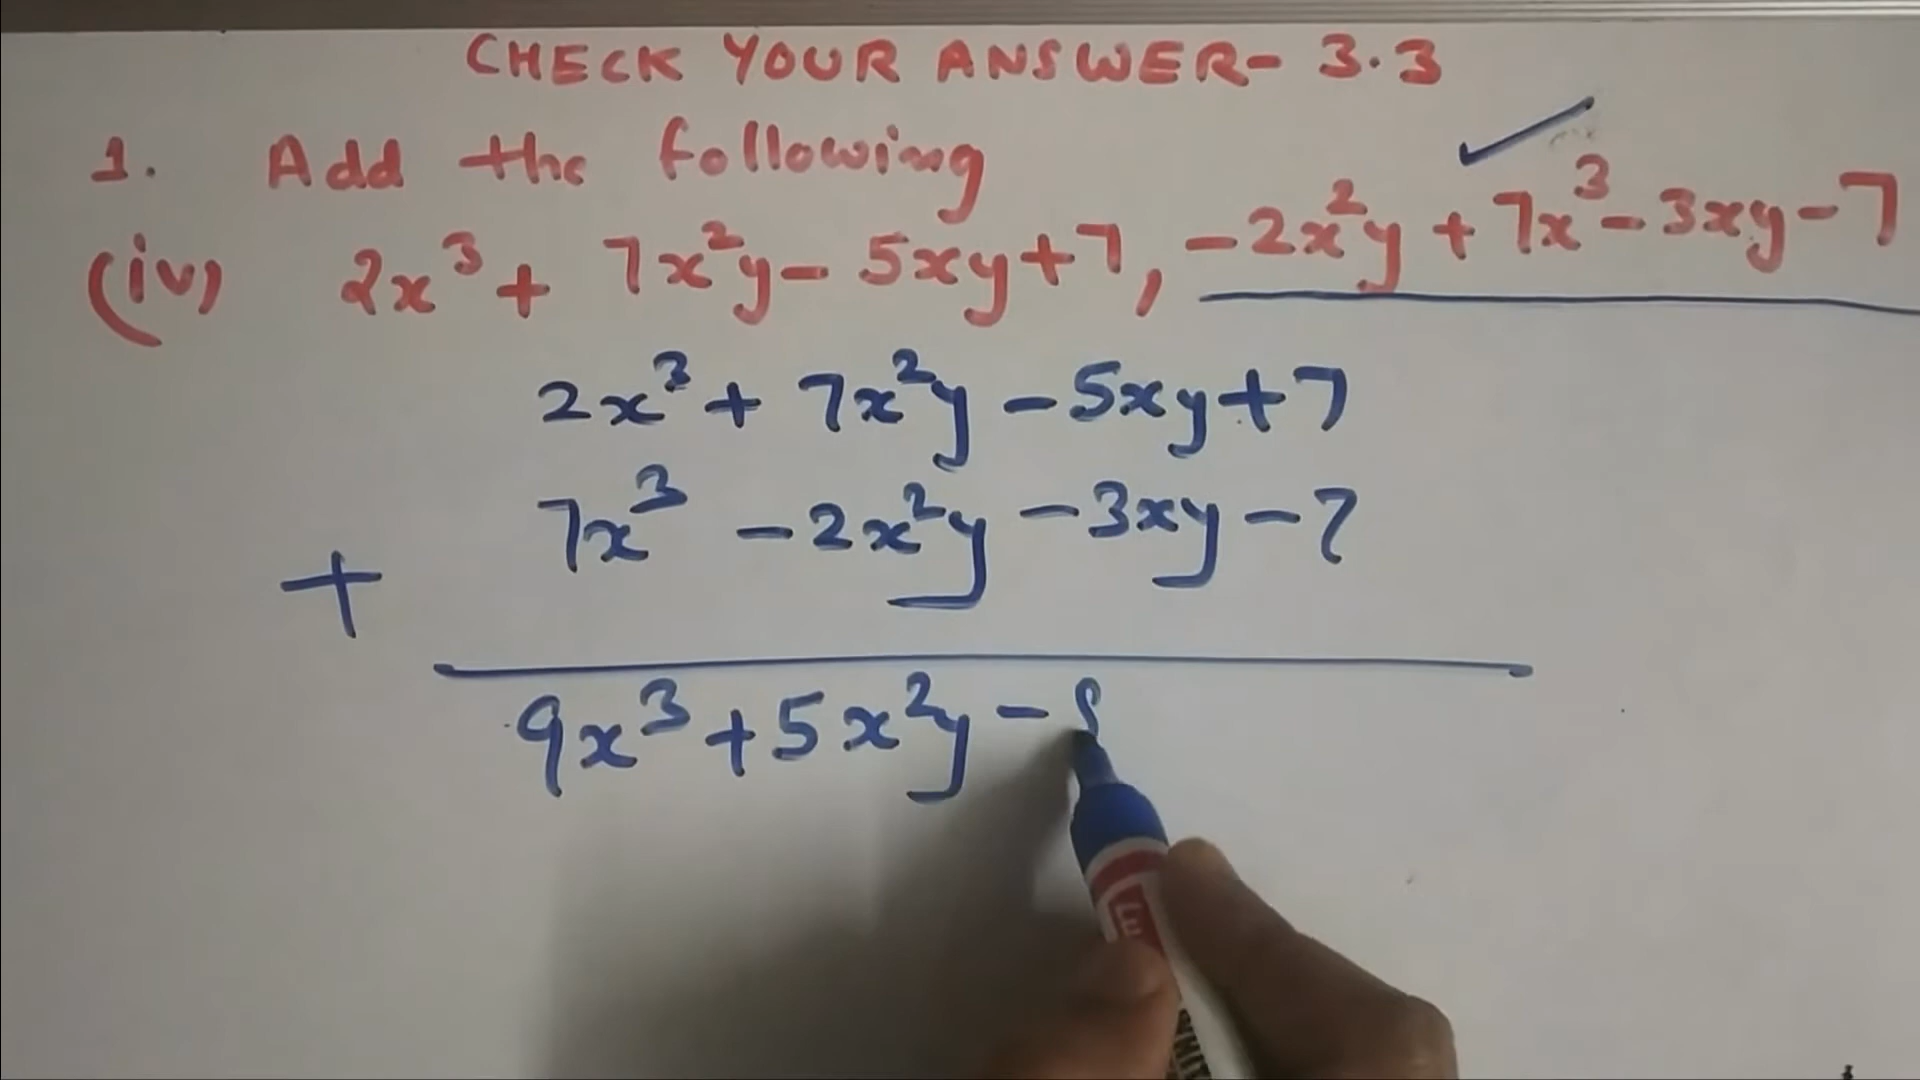 CHECK YOUR ANSWER- 3.3
1. Add the following
(iv) 2x³ + 7x²y - 5xy + 7, -2x²y + 7x³ - 3xy - 7
2x³ + 7x²y - 5xy + 7
7x³ - 2x²y - 3xy - 7
+
9x³ + 5x²y - 8